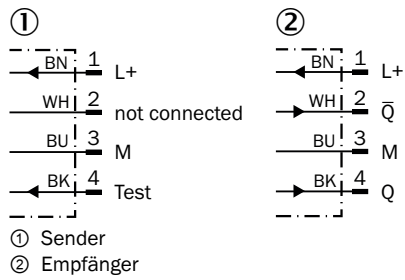 ① ②
BN 1 L+
WH 2 not connected
BU 3 M
BK 4 Test
BN 1 L+
WH 2 Q̅
BU 3 M
BK 4 Q
① Sender
② Empfänger